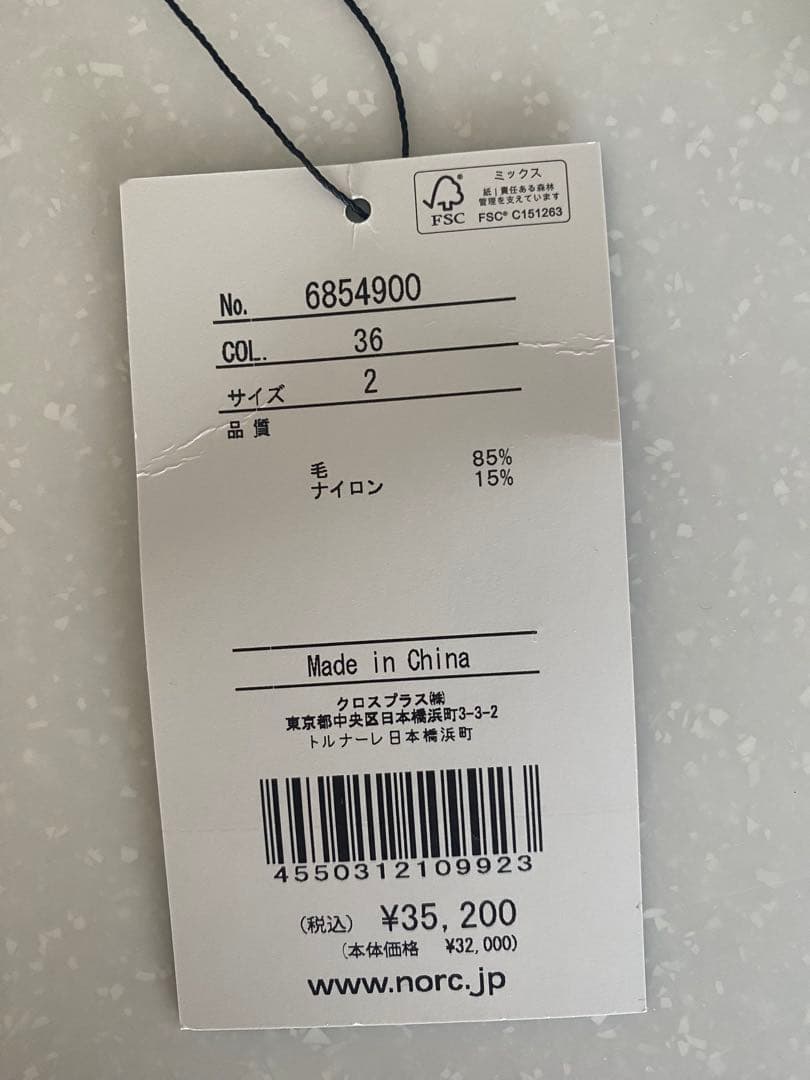 FSC
ミックス
紙 | 責任ある森林
管理を支えています
FSC® C151263
No. 6854900
COL. 36
サイズ 2
品質
毛 85%
ナイロン 15%
Made in China
クロスプラス㈱
東京都中央区日本橋浜町3-3-2
トルナーレ日本橋浜町
4550312109923
(税込) ¥35,200
(本体価格 ¥32,000)
www.norc.jp